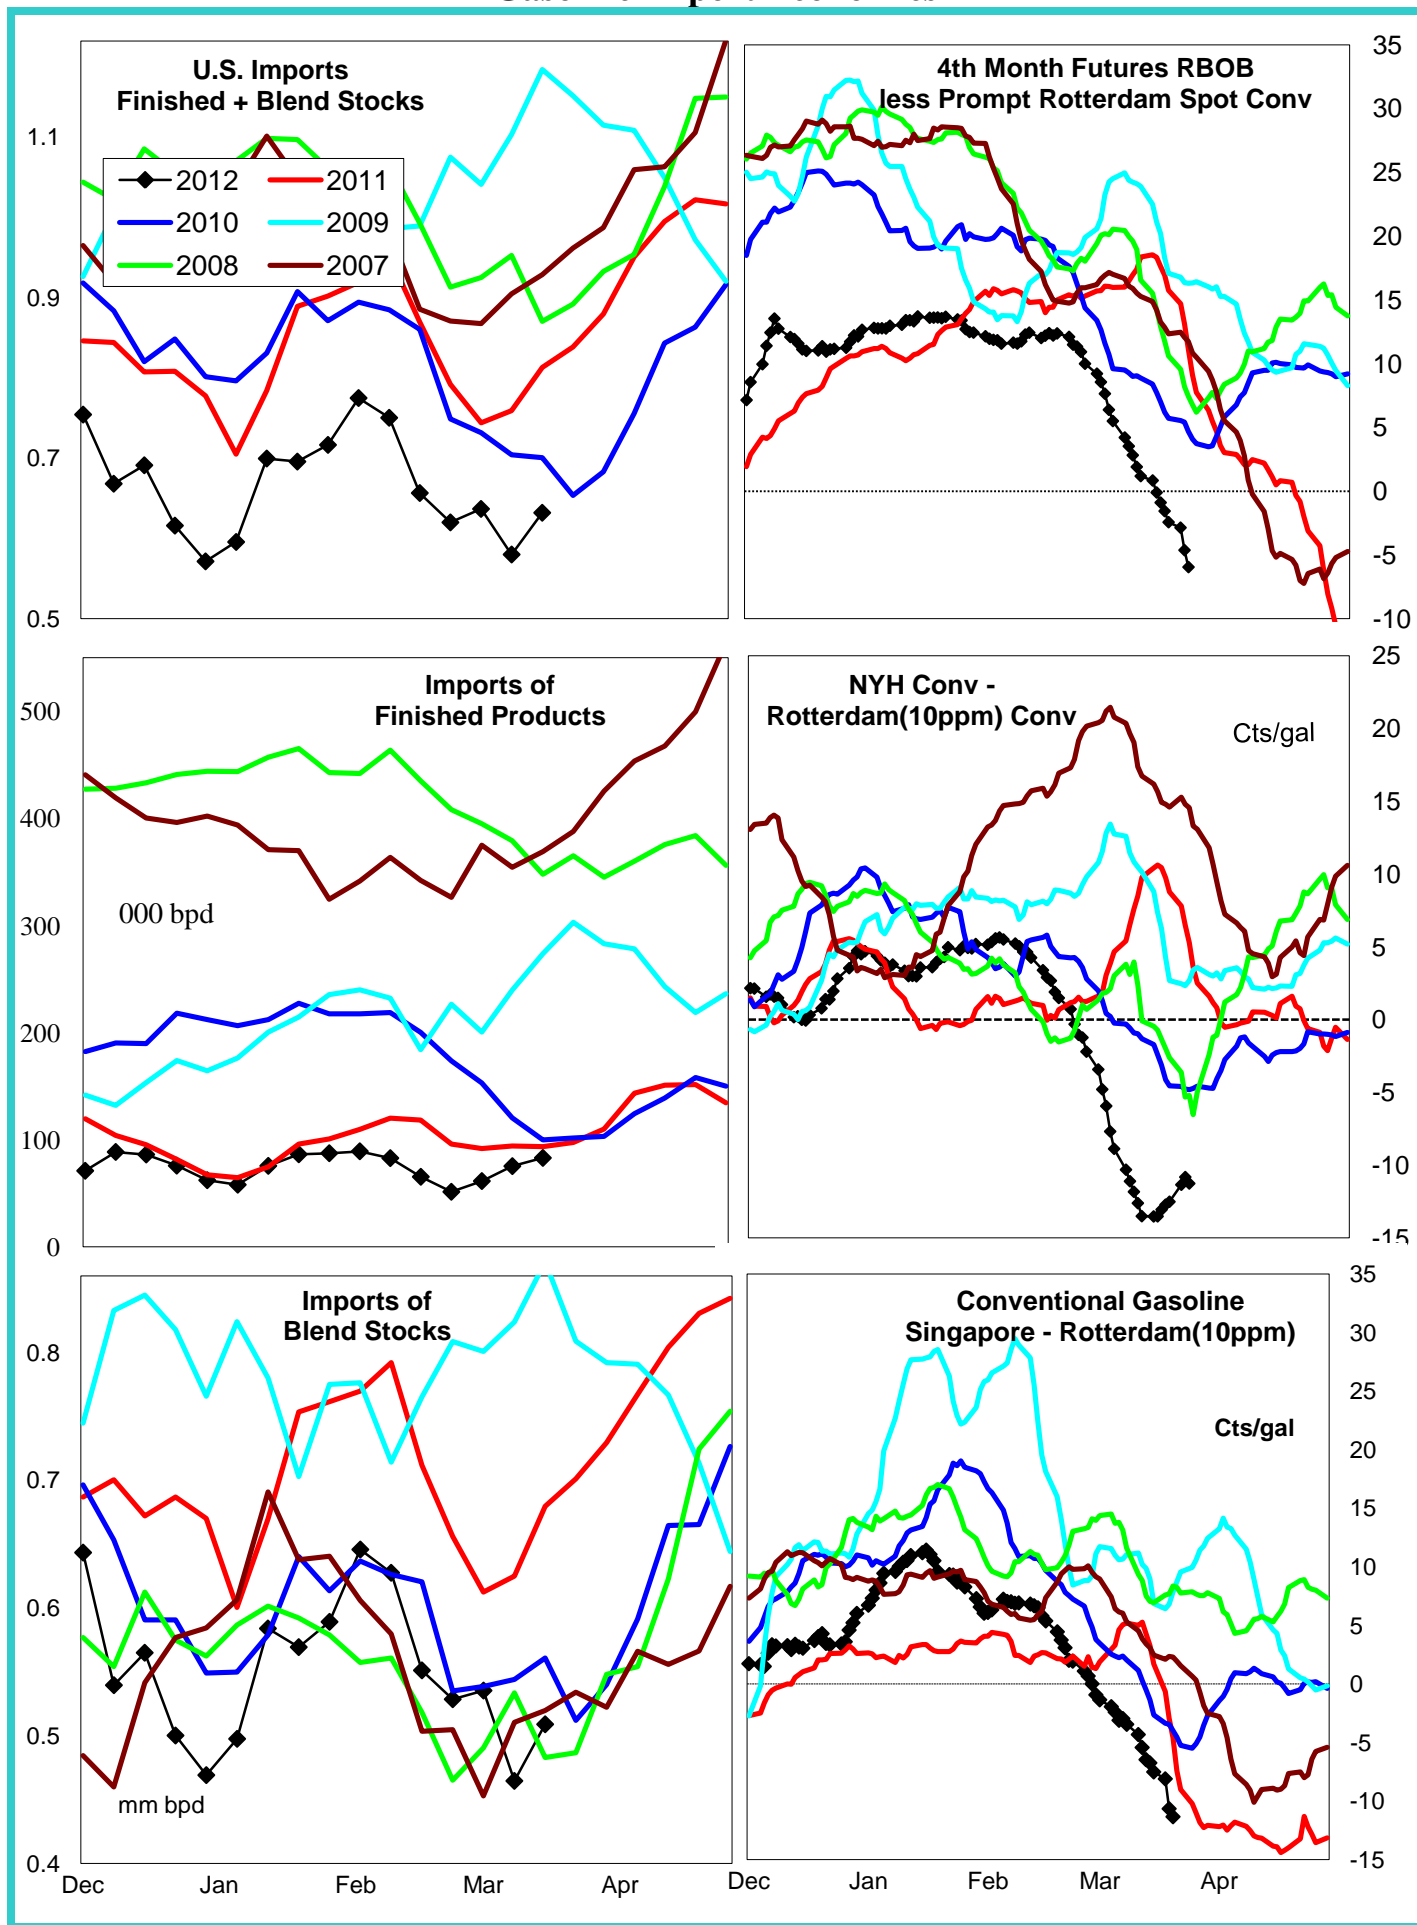 U.S. Imports
Finished + Blend Stocks
1.1
0.9
0.7
0.5
2012
2011
2010
2009
2008
2007
4th Month Futures RBOB
less Prompt Rotterdam Spot Conv
35
30
25
20
15
10
5
0
-5
-10
Imports of
Finished Products
500
400
300
200
100
0
000 bpd
NYH Conv -
Rotterdam(10ppm) Conv
Cts/gal
25
20
15
10
5
0
-5
-10
-15
Imports of
Blend Stocks
0.8
0.7
0.6
0.5
0.4
mm bpd
Dec
Jan
Feb
Mar
Apr
Conventional Gasoline
Singapore - Rotterdam(10ppm)
Cts/gal
35
30
25
20
15
10
5
0
-5
-10
-15
Dec
Jan
Feb
Mar
Apr